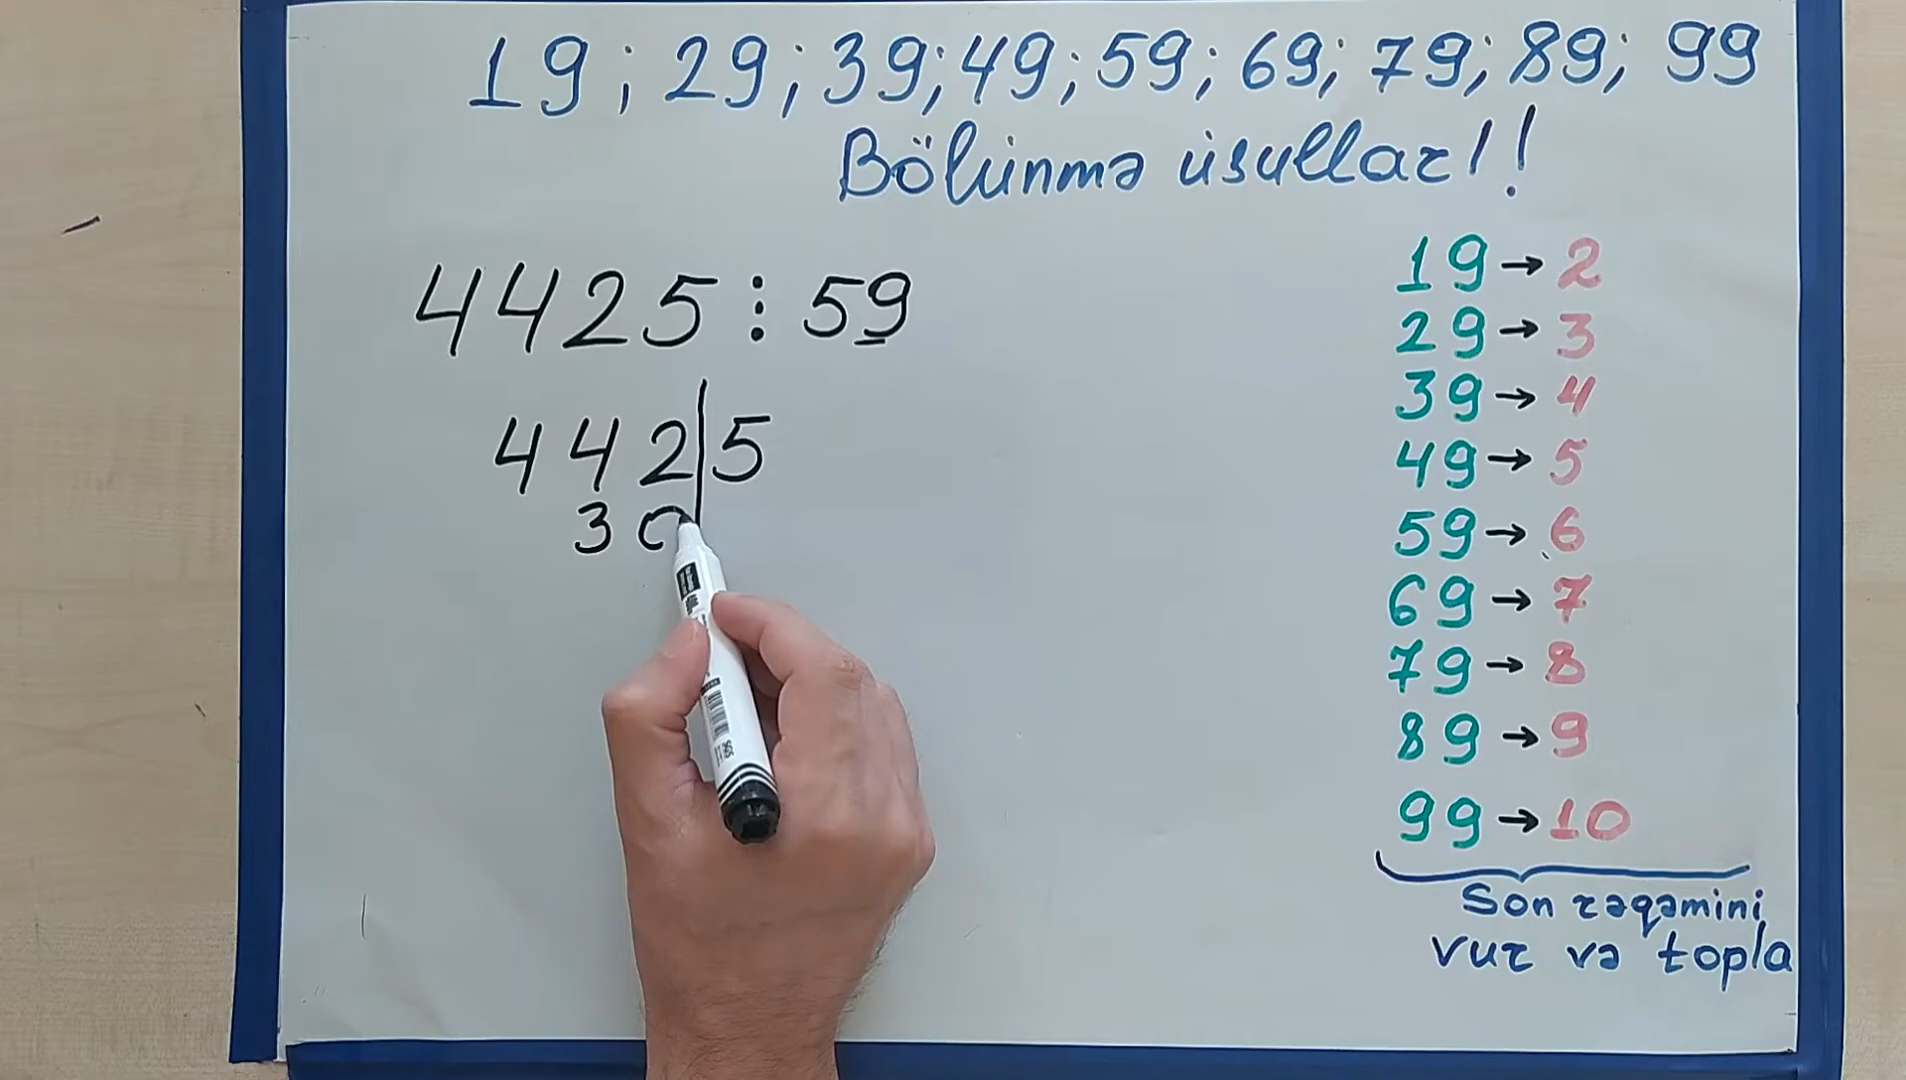 19; 29; 39; 49; 59; 69; 79; 89; 99
Bölünmə üsulları!
4425 ⋮ 59
442|5
30
19→2
29→3
39→4
49→5
59→6
69→7
79→8
89→9
99→10
Son rəqəmini
vur və topla